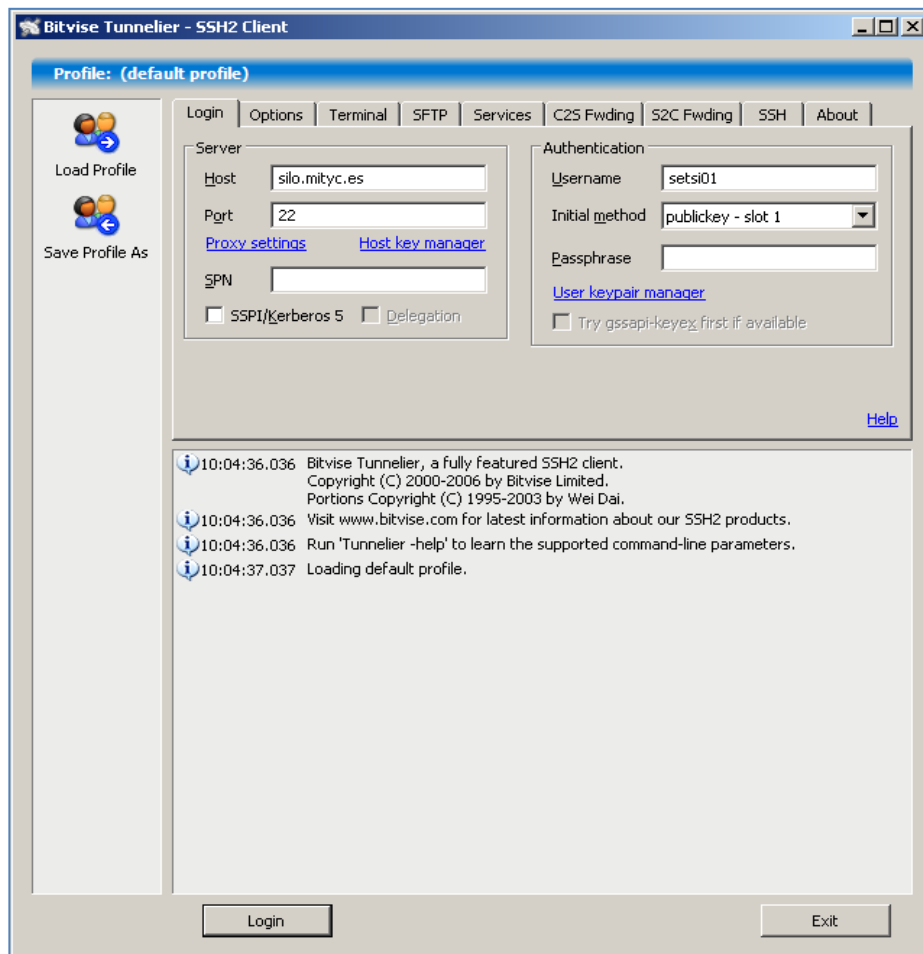 Bitvise Tunnelier - SSH2 Client
Profile: (default profile)
Load Profile
Save Profile As
Login Options Terminal SFTP Services C2S Fwding S2C Fwding SSH About
Server
Host silo.mityc.es
Port 22
Proxy settings Host key manager
SPN
SSPI/Kerberos 5 Delegation
Authentication
Username setsi01
Initial method publickey - slot 1
Passphrase
User keypair manager
Try gssapi-keyex first if available
Help
10:04:36.036 Bitvise Tunnelier, a fully featured SSH2 client.
Copyright (C) 2000-2006 by Bitvise Limited.
Portions Copyright (C) 1995-2003 by Wei Dai.
10:04:36.036 Visit www.bitvise.com for latest information about our SSH2 products.
10:04:36.036 Run 'Tunnelier -help' to learn the supported command-line parameters.
10:04:37.037 Loading default profile.
Login Exit